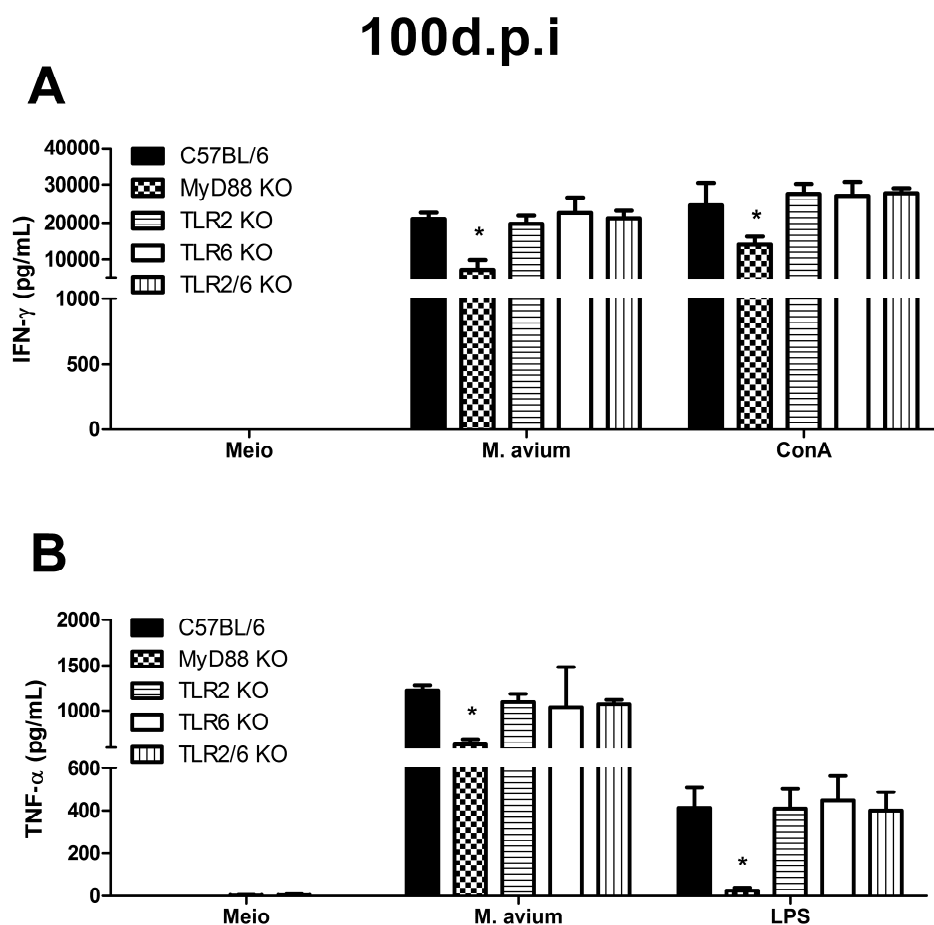 100d.p.i
A
IFN-γ (pg/mL)
40000
30000
20000
10000
1000
500
0
C57BL/6
MyD88 KO
TLR2 KO
TLR6 KO
TLR2/6 KO
* *
Meio M. avium ConA
B
TNF-α (pg/mL)
2000
1500
1000
600
400
200
0
C57BL/6
MyD88 KO
TLR2 KO
TLR6 KO
TLR2/6 KO
*
*
Meio M. avium LPS